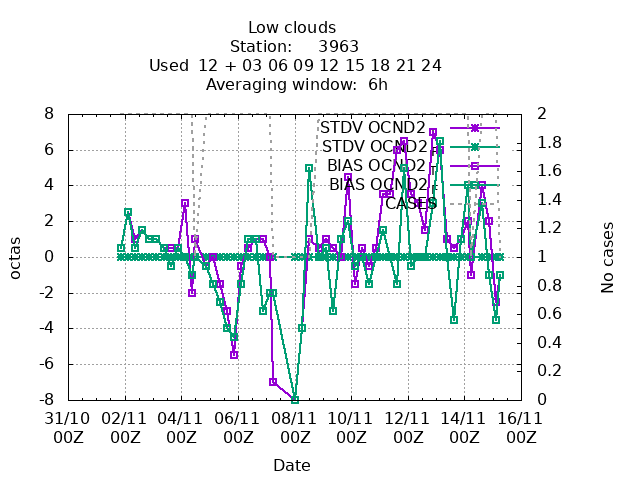 Low clouds
Station: 3963
Used 12 + 03 06 09 12 15 18 21 24
Averaging window: 6h
8
6
4
2
0
-2
-4
-6
-8
octas
2
1.8
1.6
1.4
1.2
1
0.8
0.6
0.4
0.2
0
No cases
STDV OCND2
STDV OCND2
BIAS OCND2
BIAS OCND2
CASES
31/10 02/11 04/11 06/11 08/11 10/11 12/11 14/11 16/11
00Z 00Z 00Z 00Z 00Z 00Z 00Z 00Z 00Z
Date